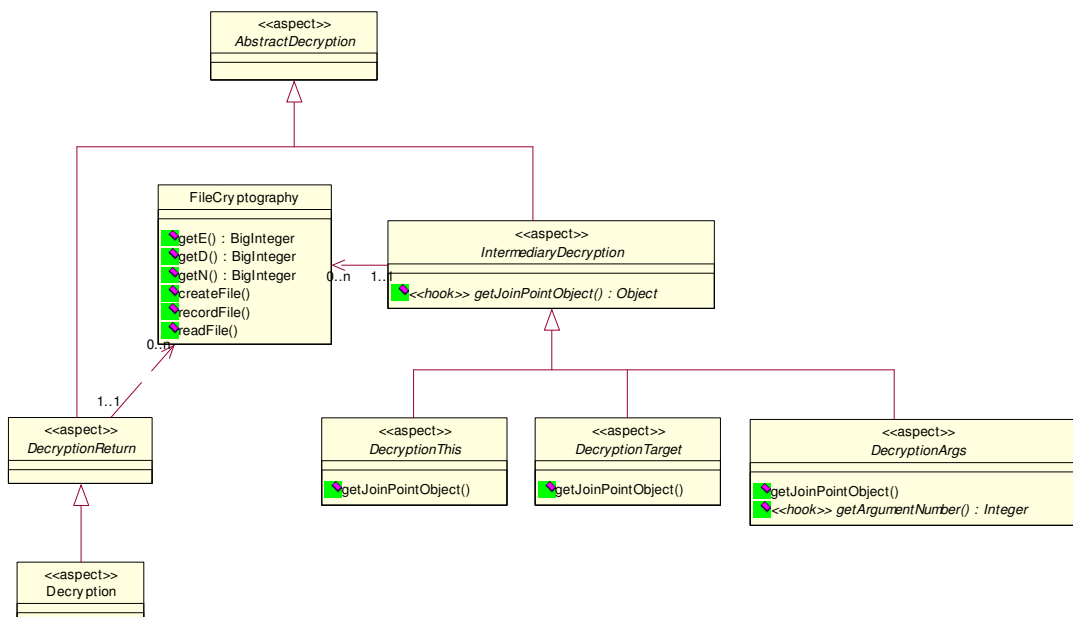 <<aspect>>
AbstractDecryption
FileCryptography
getE() : BigInteger
getD() : BigInteger
getN() : BigInteger
createFile()
recordFile()
readFile()
<<aspect>>
IntermediaryDecryption
<<hook>> getJoinPointObject() : Object
0..n
1..1
0..n
1..1
<<aspect>>
DecryptionReturn
<<aspect>>
DecryptionThis
getJoinPointObject()
<<aspect>>
DecryptionTarget
getJoinPointObject()
<<aspect>>
DecryptionArgs
getJoinPointObject()
<<hook>> getArgumentNumber() : Integer
<<aspect>>
Decryption